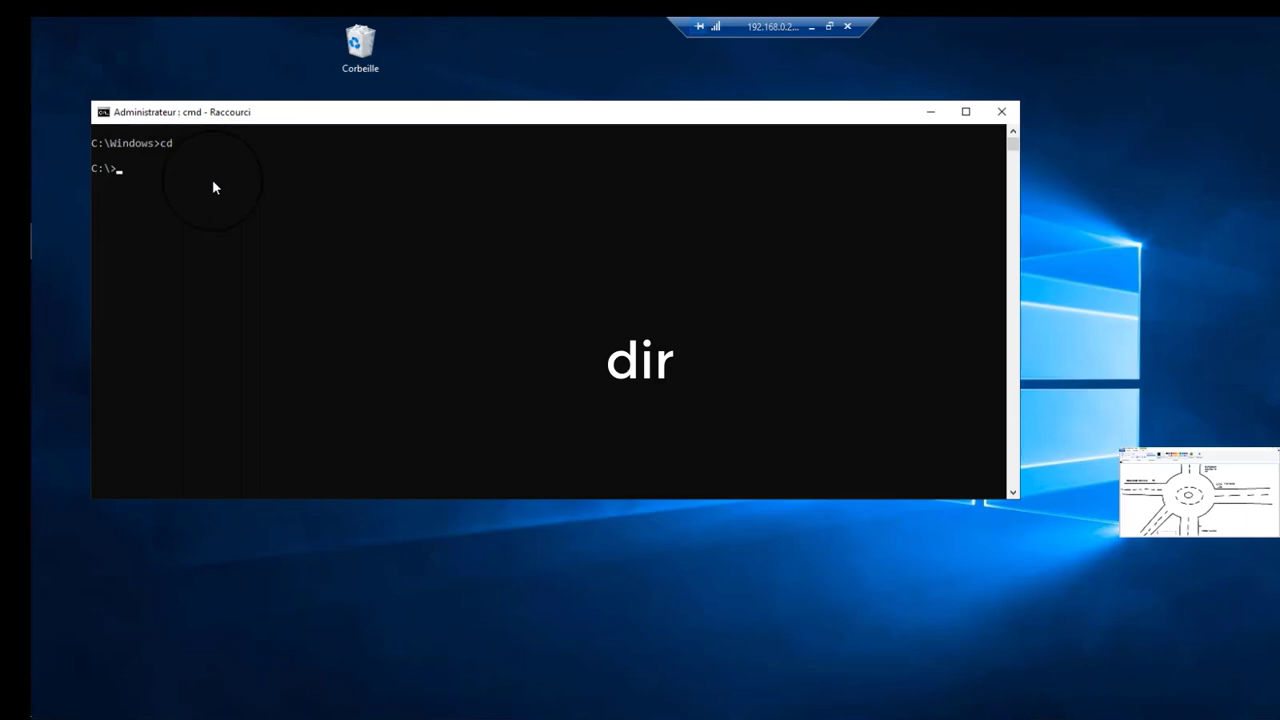 192.168.0.2...
Corbeille
Administrateur : cmd - Raccourci
C:\Windows>cd
C:\>
dir